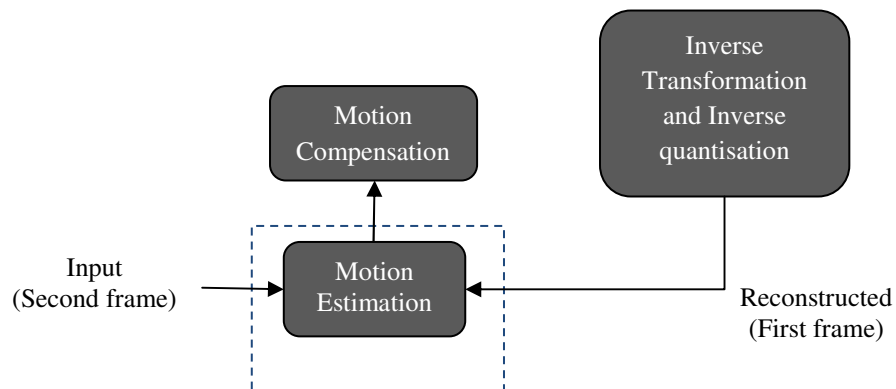 Inverse
Transformation
and Inverse
quantisation
Motion
Compensation
Input
(Second frame)
Motion
Estimation
Reconstructed
(First frame)